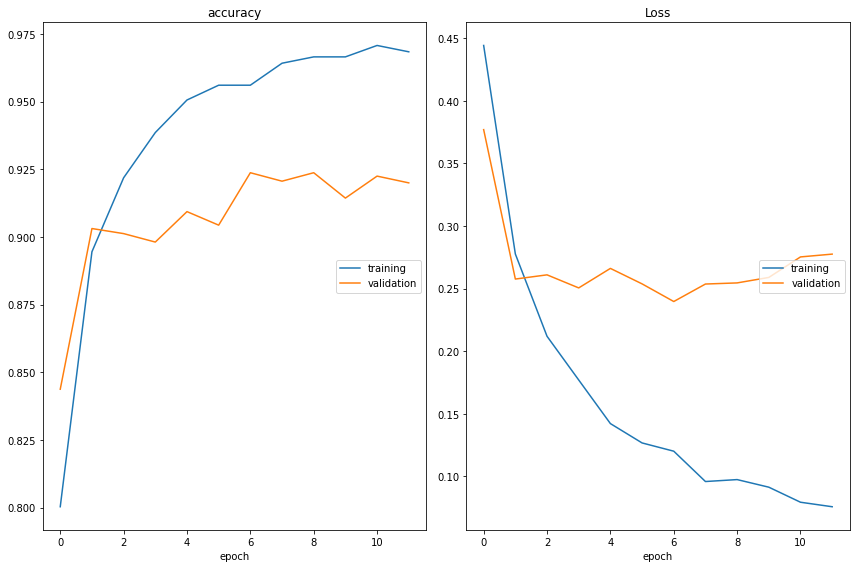 accuracy
0.975
0.950
0.925
0.900
0.875
0.850
0.825
0.800
training
validation
0 2 4 6 8 10
epoch
Loss
0.45
0.40
0.35
0.30
0.25
0.20
0.15
0.10
training
validation
0 2 4 6 8 10
epoch